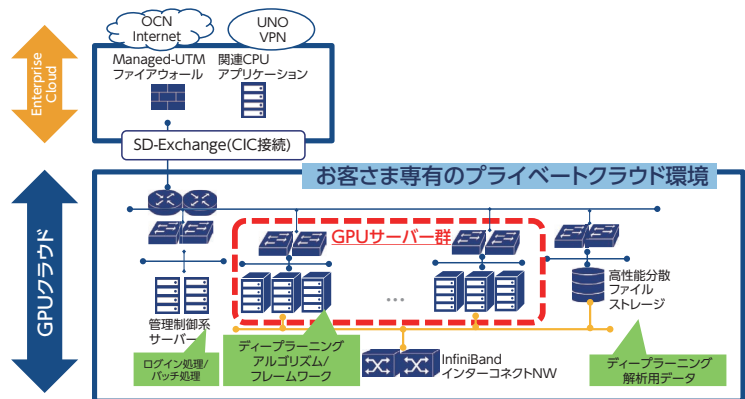 OCN
Internet
UNO
VPN
Enterprise
Cloud
Managed-UTM
ファイアウォール
関連CPU
アプリケーション
SD-Exchange(CIC接続)
お客さま専有のプライベートクラウド環境
GPUクラウド
GPUサーバー群
管理制御系
サーバー
ログイン処理/
バッチ処理
ディープラーニング
アルゴリズム/
フレームワーク
…
InfiniBand
インターコネクトNW
高性能分散
ファイル
ストレージ
ディープラーニング
解析用データ